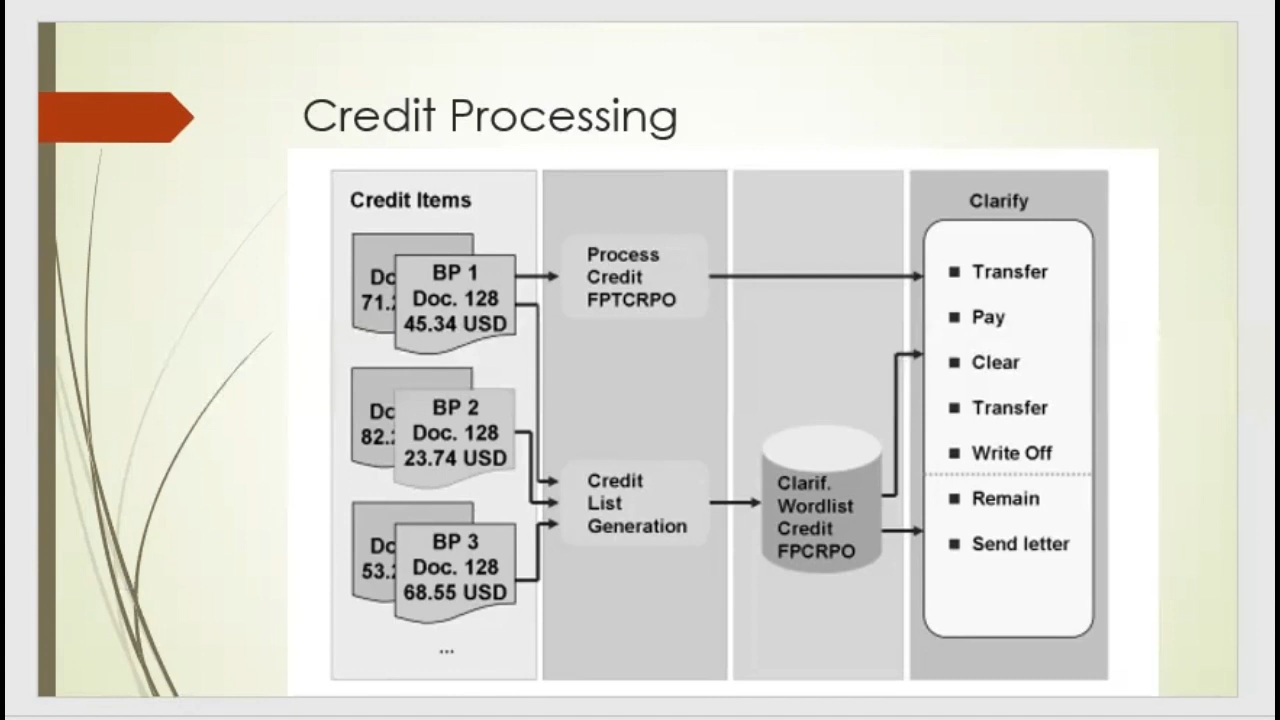 Credit Processing
Credit Items
BP 1
Doc. 128
45.34 USD
BP 2
Doc. 128
23.74 USD
BP 3
Doc. 128
68.55 USD
...
Process
Credit
FPTCRPO
Credit
List
Generation
Clarif.
Wordlist
Credit
FPCRPO
Clarify
■ Transfer
■ Pay
■ Clear
■ Transfer
■ Write Off
■ Remain
■ Send letter